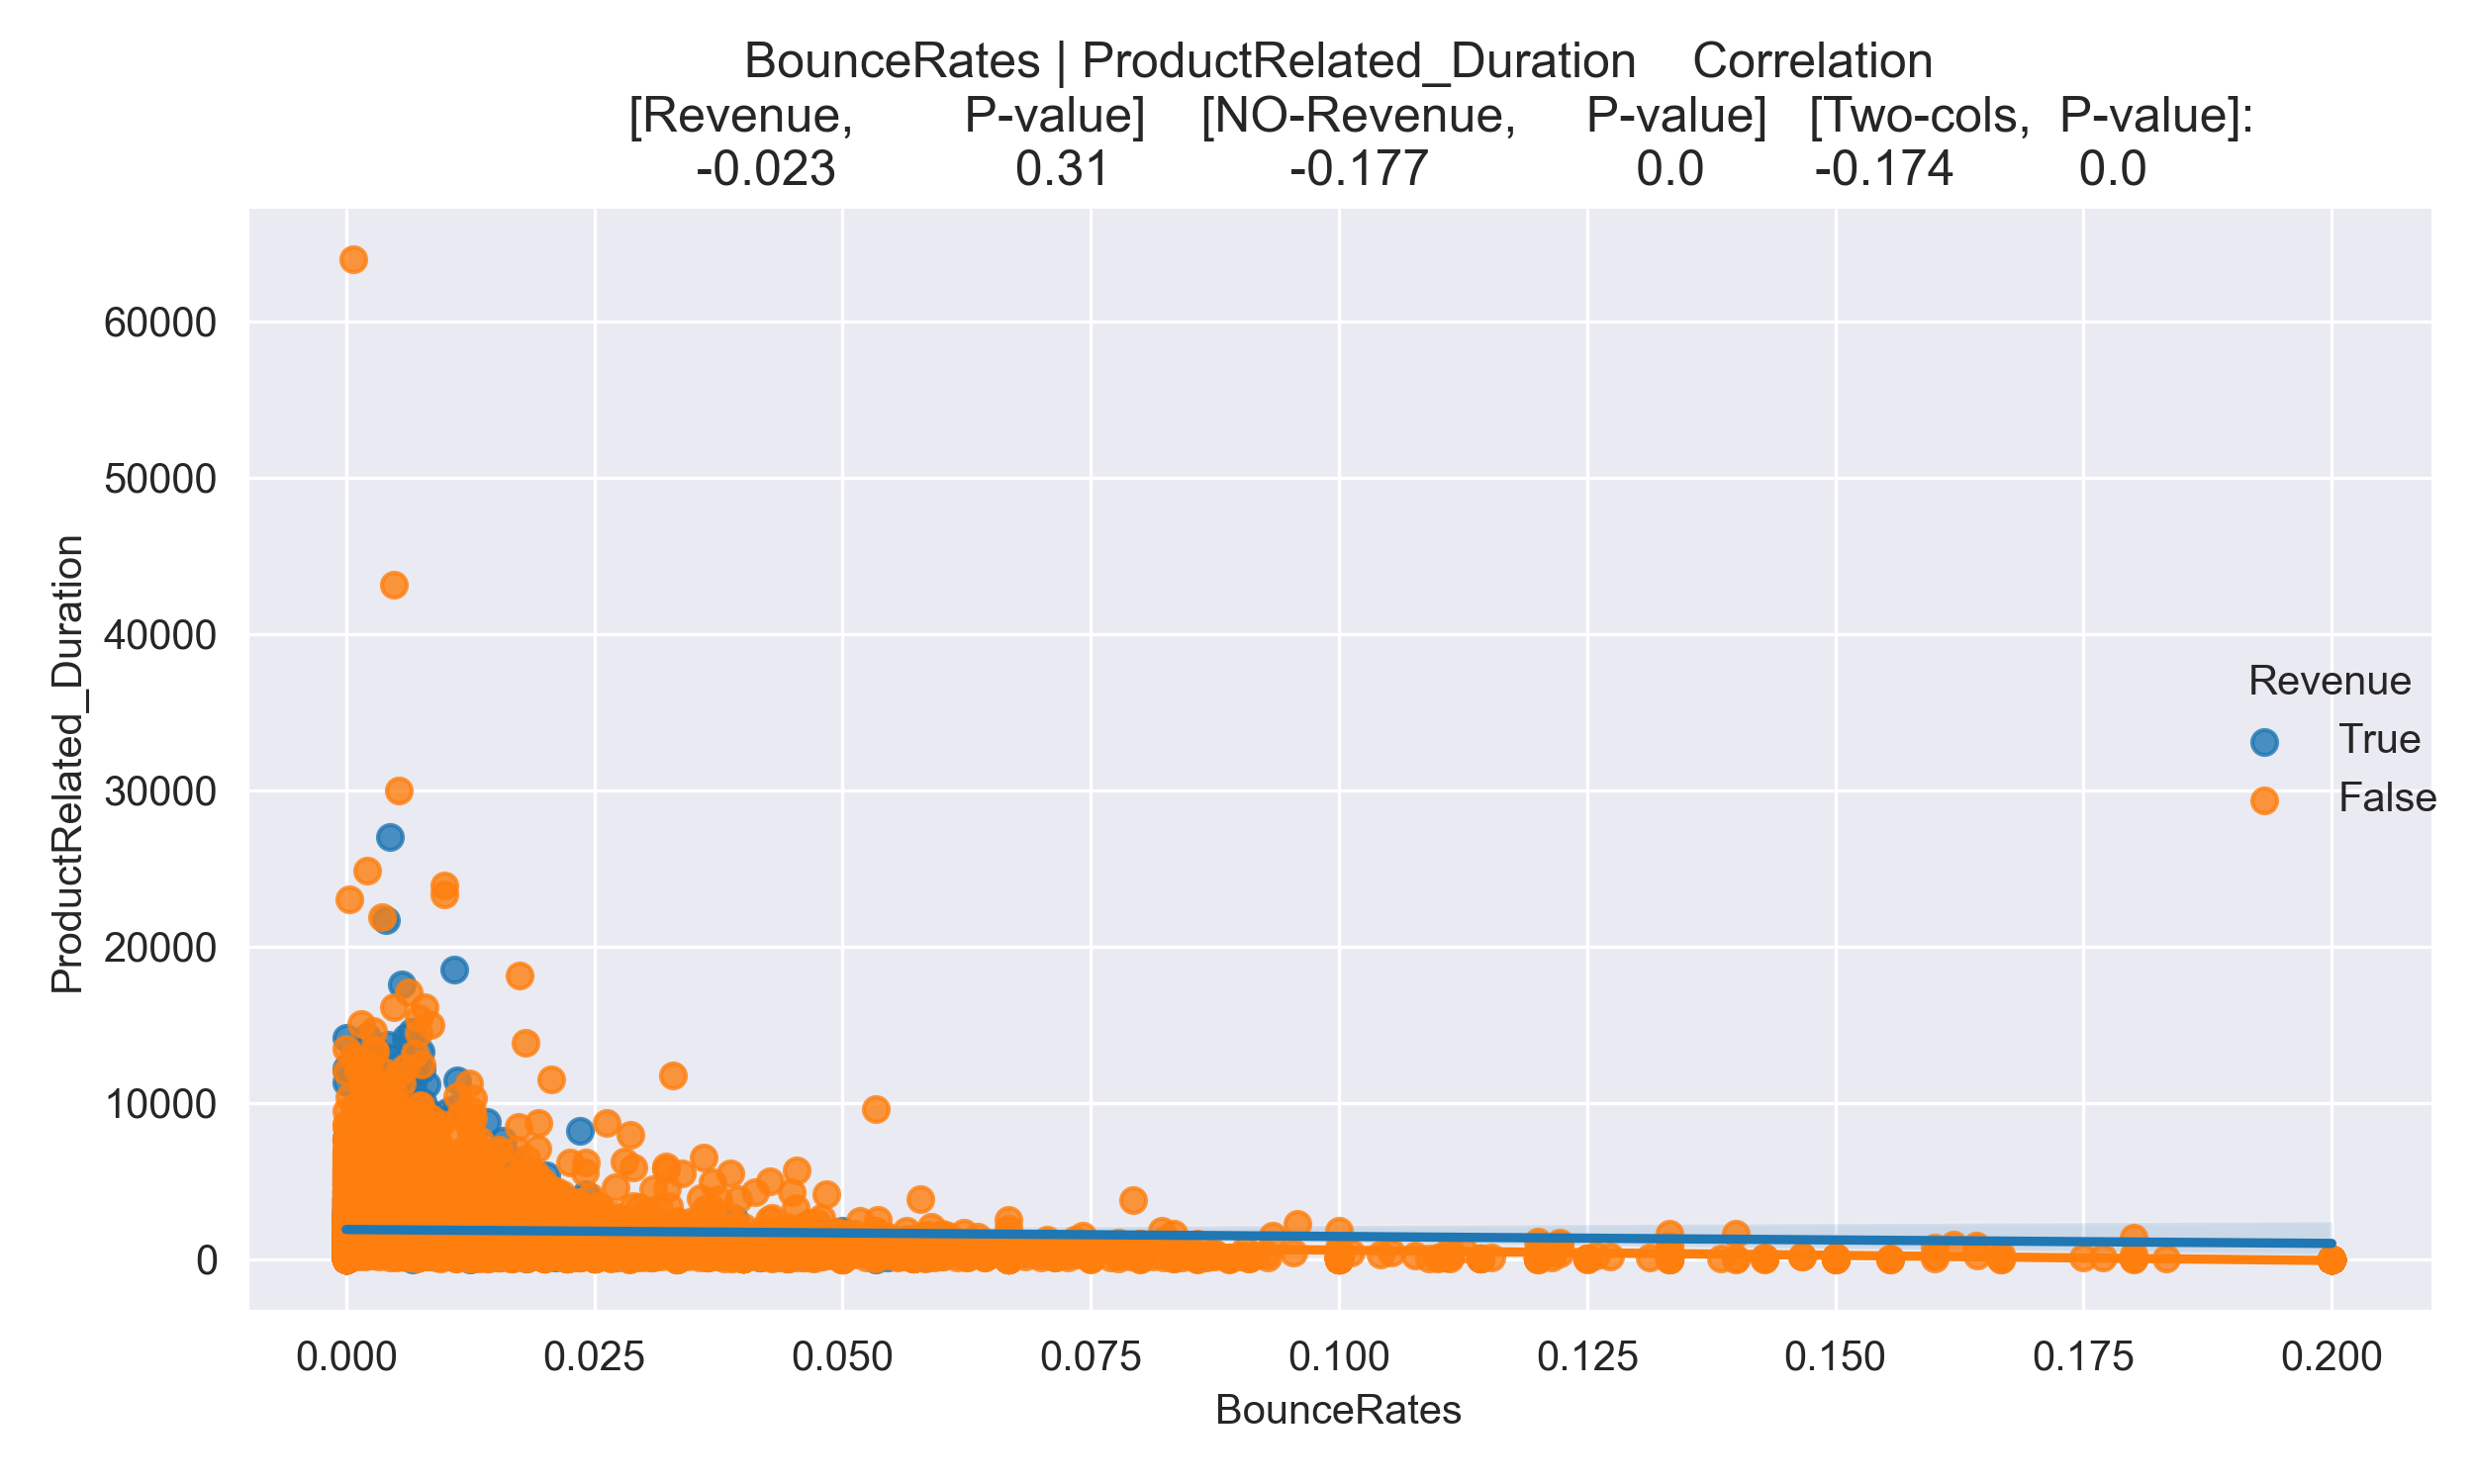 BounceRates | ProductRelated_Duration    Correlation
[Revenue,        P-value]    [NO-Revenue,     P-value]   [Two-cols,  P-value]:
-0.023             0.31             -0.177               0.0        -0.174         0.0
60000
50000
40000
30000
20000
10000
0
ProductRelated_Duration
Revenue
True
False
0.000 0.025 0.050 0.075 0.100 0.125 0.150 0.175 0.200
BounceRates